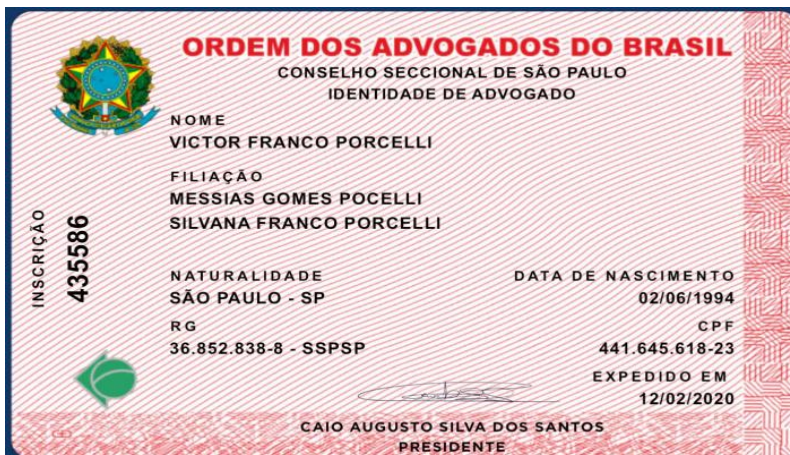 ORDEM DOS ADVOGADOS DO BRASIL
CONSELHO SECCIONAL DE SÃO PAULO
IDENTIDADE DE ADVOGADO
NOME
VICTOR FRANCO PORCELLI
FILIAÇÃO
MESSIAS GOMES POCELLI
SILVANA FRANCO PORCELLI
INSCRIÇÃO
435586
NATURALIDADE
SÃO PAULO - SP
DATA DE NASCIMENTO
02/06/1994
RG
36.852.838-8 - SSPSP
CPF
441.645.618-23
EXPEDIDO EM
12/02/2020
CAIO AUGUSTO SILVA DOS SANTOS
PRESIDENTE